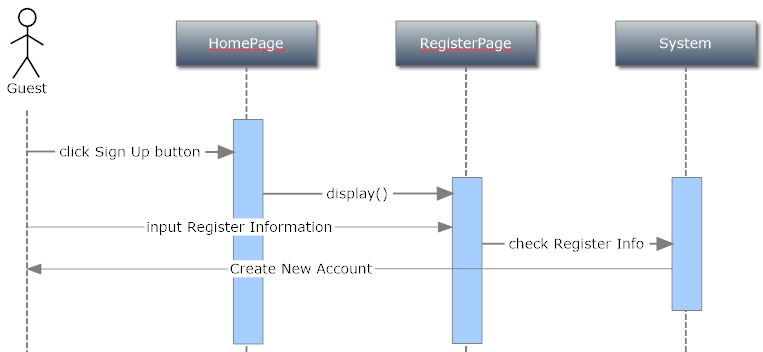 HomePage
RegisterPage
System
Guest
click Sign Up button
display()
input Register Information
check Register Info
Create New Account